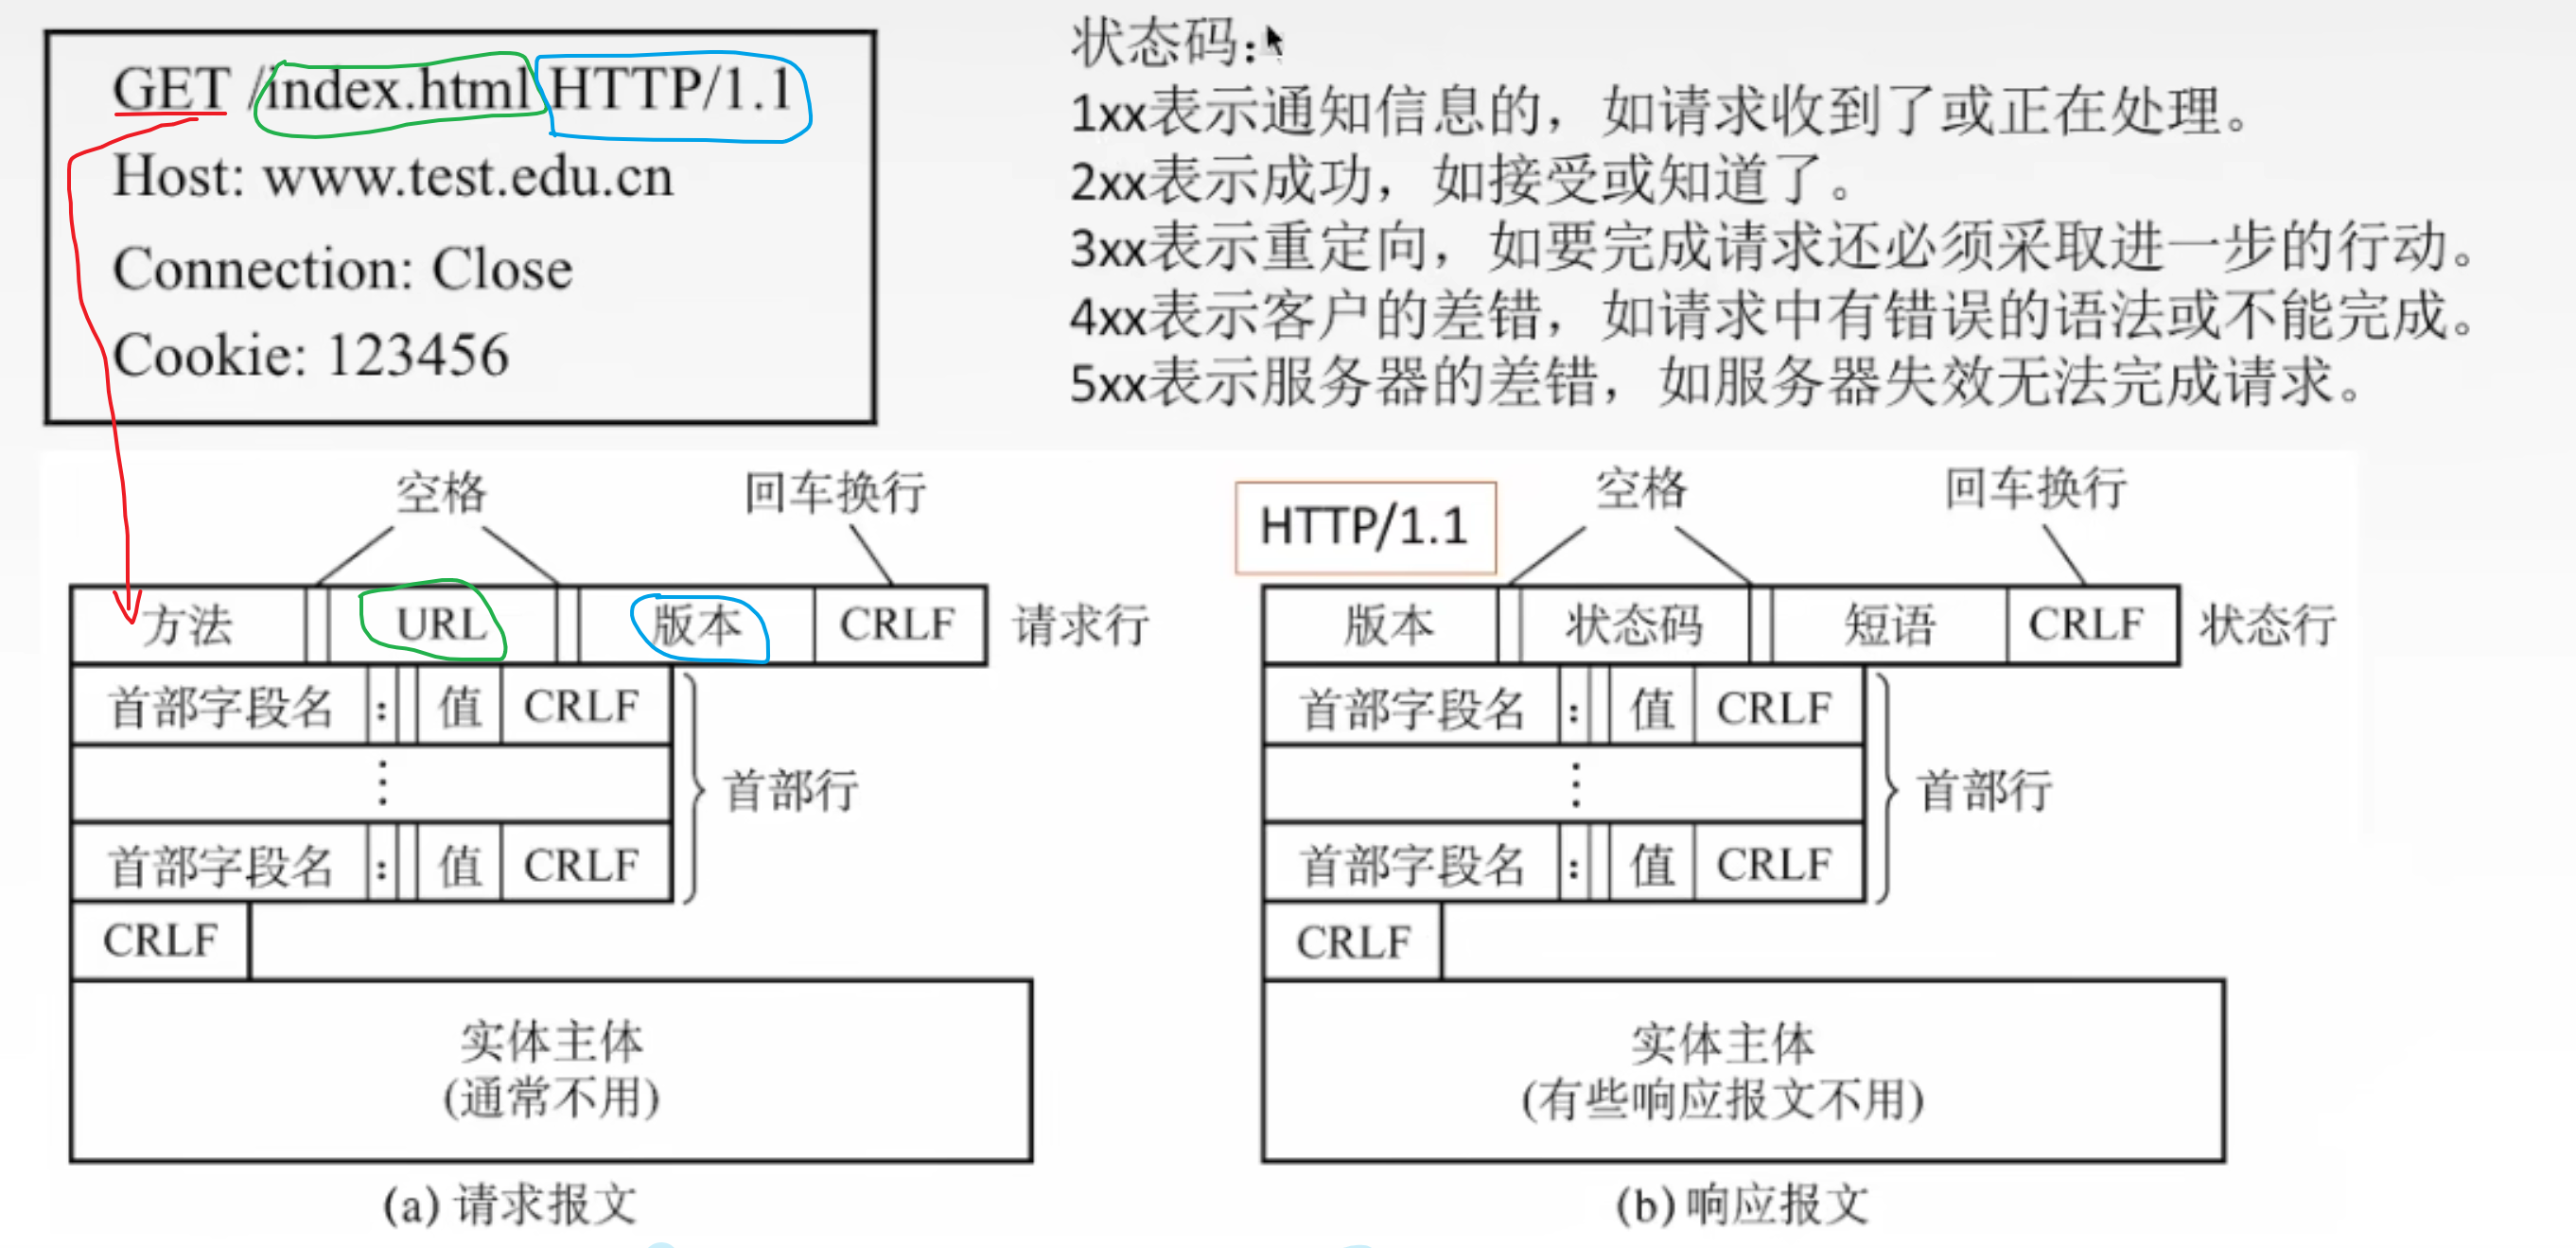 GET /index.html HTTP/1.1
Host: www.test.edu.cn
Connection: Close
Cookie: 123456
状态码：
1xx表示通知信息的，如请求收到了或正在处理。
2xx表示成功，如接受或知道了。
3xx表示重定向，如要完成请求还必须采取进一步的行动。
4xx表示客户的差错，如请求中有错误的语法或不能完成。
5xx表示服务器的差错，如服务器失效无法完成请求。
空格 回车换行
方法 URL 版本 CRLF 请求行
首部字段名 : 值 CRLF
⋮
首部行
首部字段名 : 值 CRLF
CRLF
实体主体
(通常不用)
(a) 请求报文
HTTP/1.1
空格 回车换行
版本 状态码 短语 CRLF 状态行
首部字段名 : 值 CRLF
⋮
首部行
首部字段名 : 值 CRLF
CRLF
实体主体
(有些响应报文不用)
(b) 响应报文